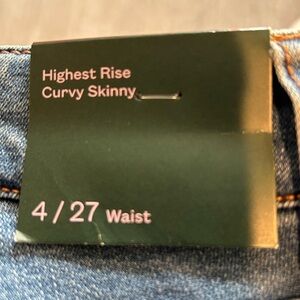 Highest Rise
Curvy Skinny
4 / 27 Waist